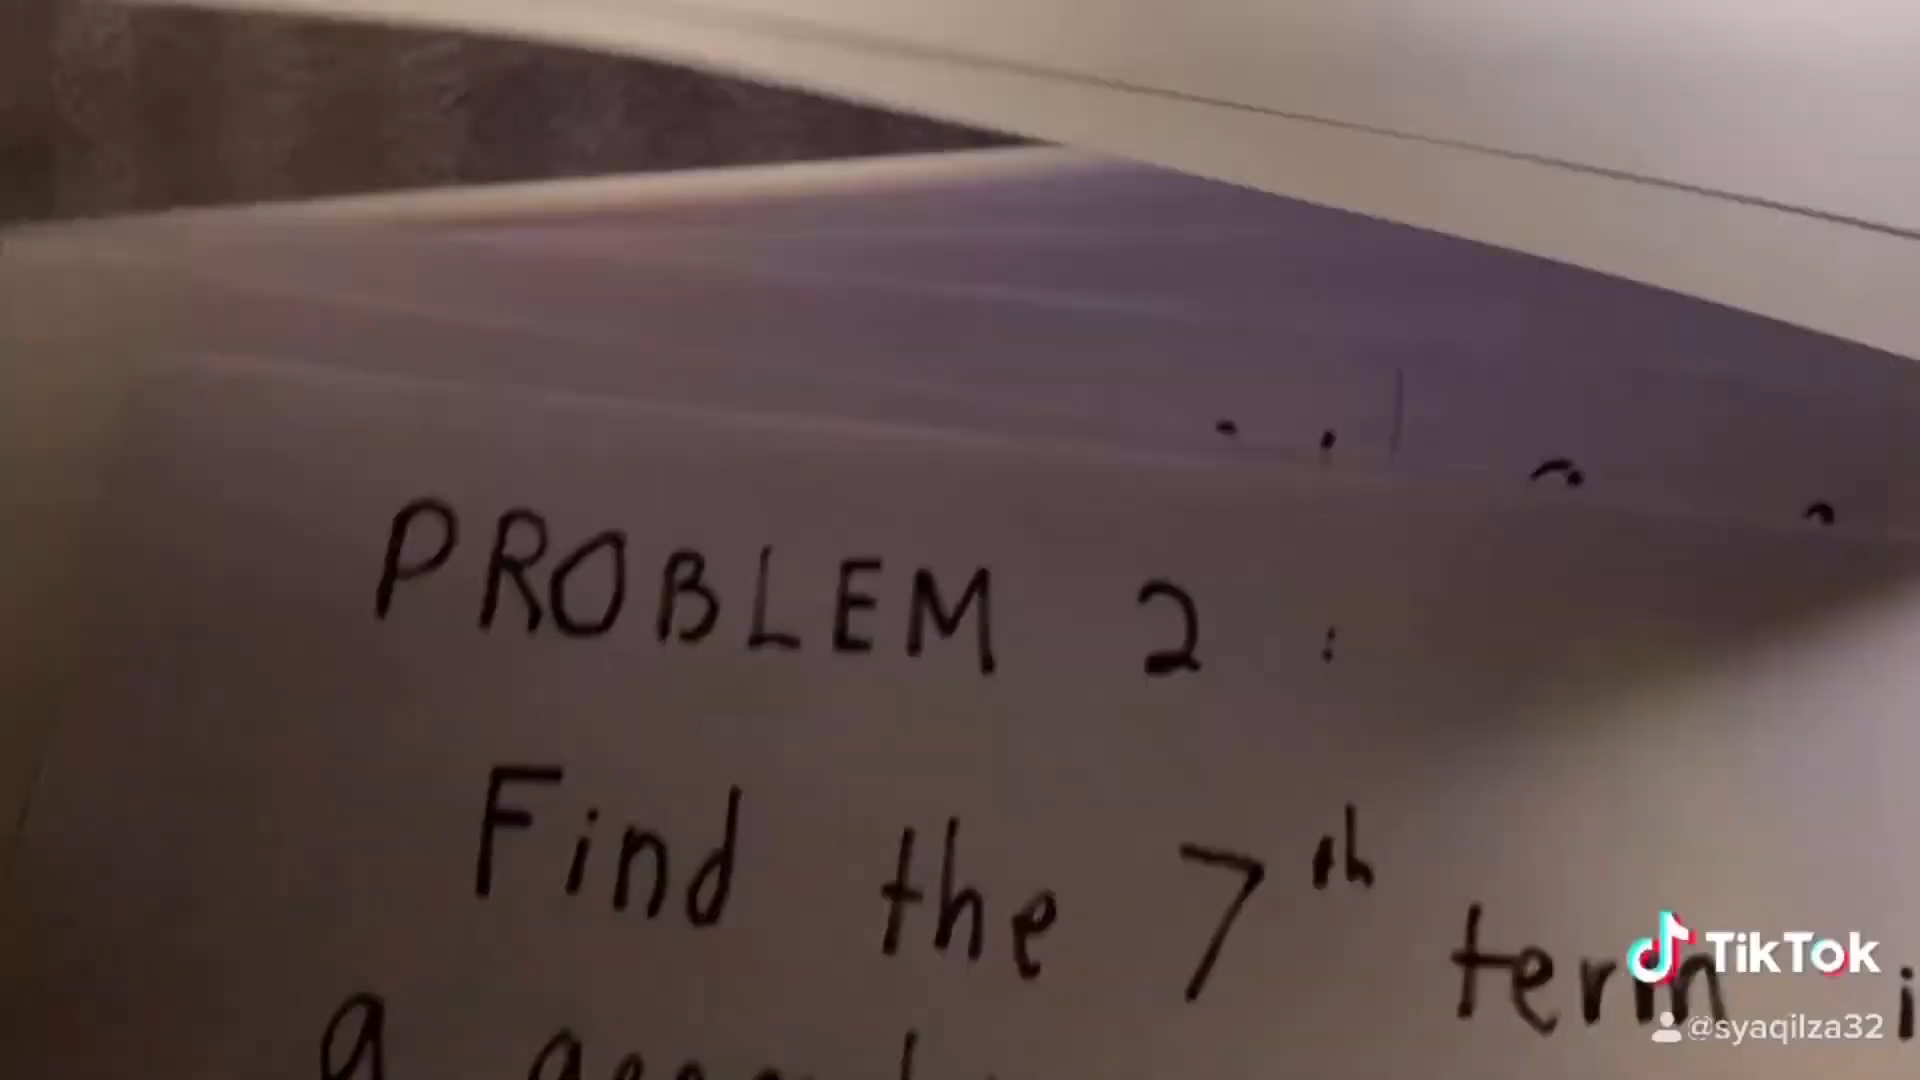 PROBLEM 2 :
Find the 7th term i
a
TikTok
@syaqilza32